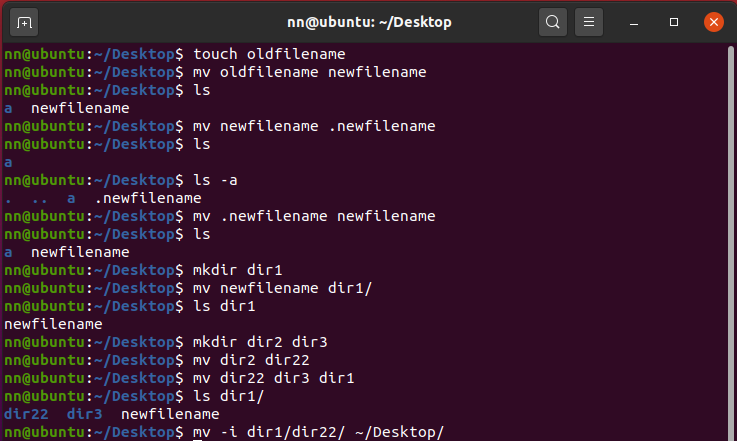 nn@ubuntu: ~/Desktop
nn@ubuntu:~/Desktop$ touch oldfilename
nn@ubuntu:~/Desktop$ mv oldfilename newfilename
nn@ubuntu:~/Desktop$ ls
a  newfilename
nn@ubuntu:~/Desktop$ mv newfilename .newfilename
nn@ubuntu:~/Desktop$ ls
a
nn@ubuntu:~/Desktop$ ls -a
.  ..  a  .newfilename
nn@ubuntu:~/Desktop$ mv .newfilename newfilename
nn@ubuntu:~/Desktop$ ls
a  newfilename
nn@ubuntu:~/Desktop$ mkdir dir1
nn@ubuntu:~/Desktop$ mv newfilename dir1/
nn@ubuntu:~/Desktop$ ls dir1
newfilename
nn@ubuntu:~/Desktop$ mkdir dir2 dir3
nn@ubuntu:~/Desktop$ mv dir2 dir22
nn@ubuntu:~/Desktop$ mv dir22 dir3 dir1
nn@ubuntu:~/Desktop$ ls dir1/
dir22  dir3  newfilename
nn@ubuntu:~/Desktop$ mv -i dir1/dir22/ ~/Desktop/